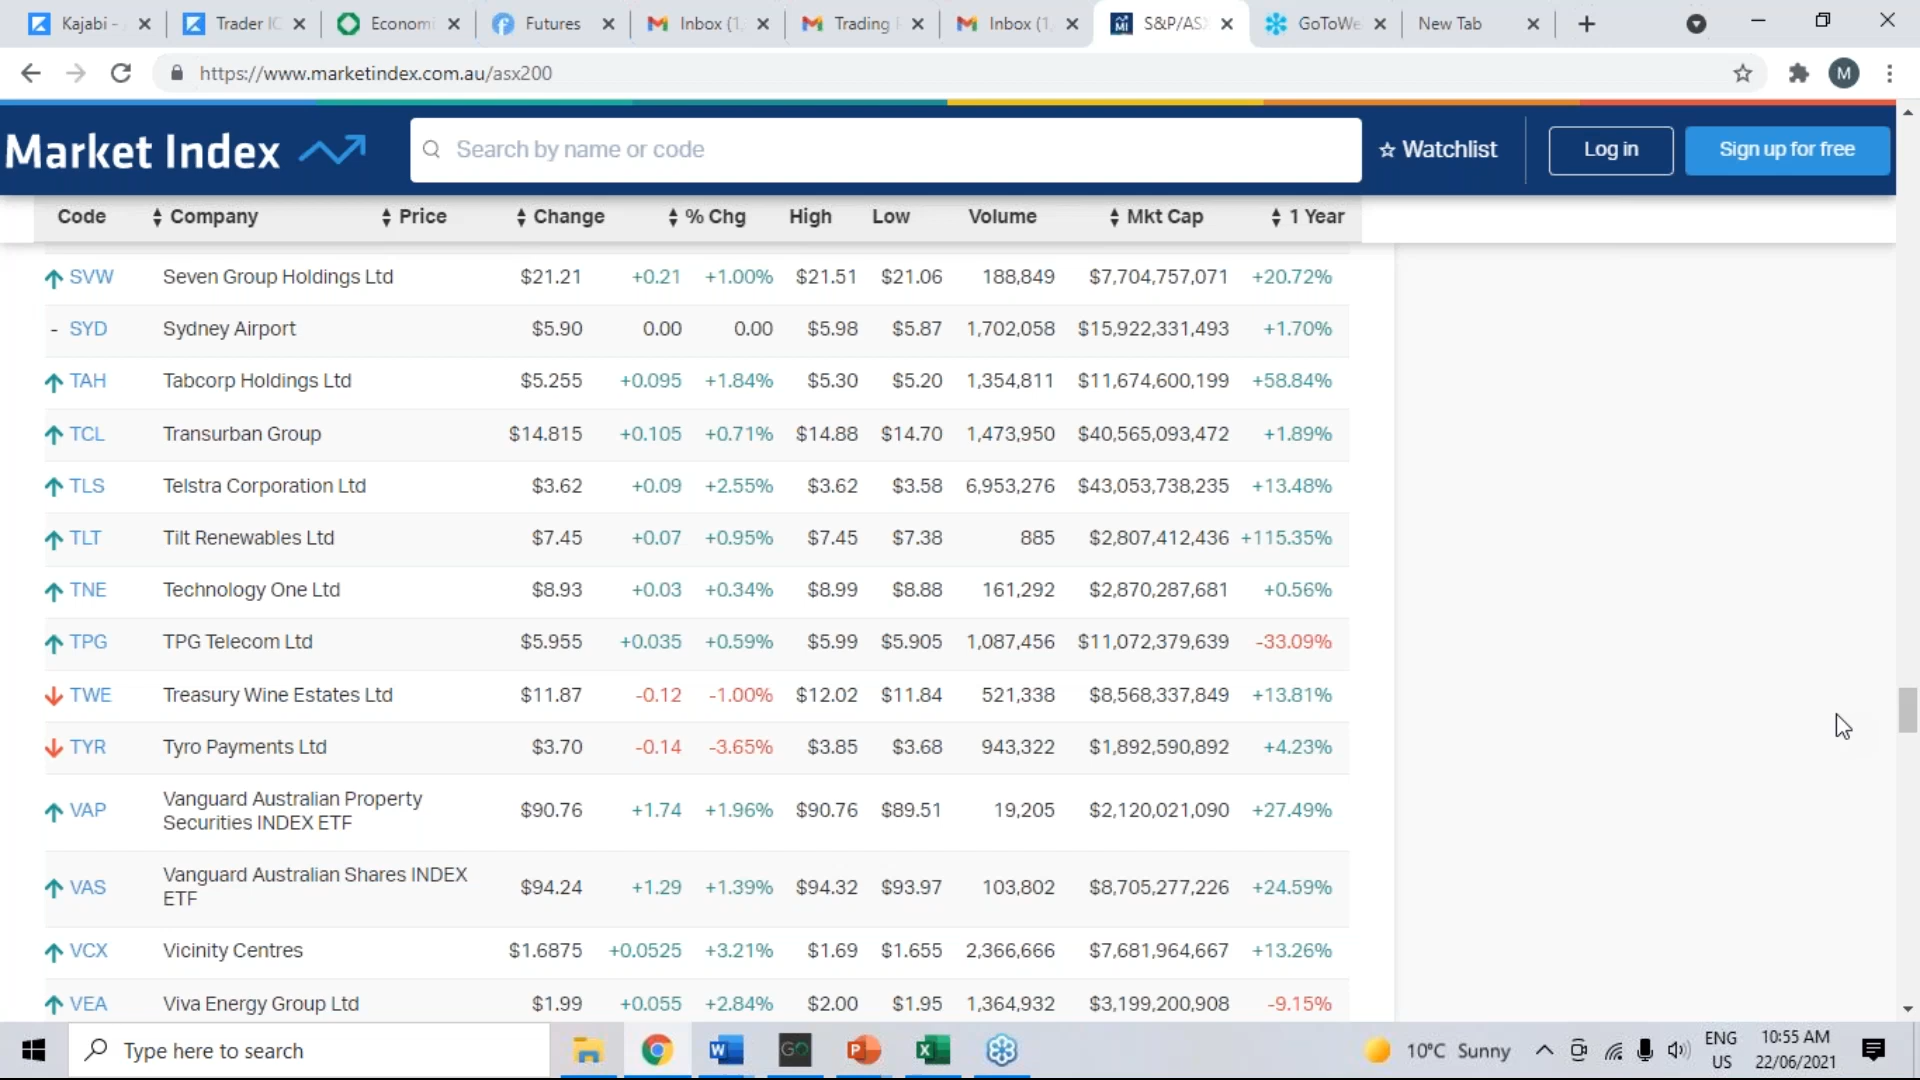 Kajabi -
Trader IC
Economi
Futures
Inbox (1,
Trading
Inbox (1,
S&P/AS
GoToWe
New Tab
https://www.marketindex.com.au/asx200
M
Market Index
Search by name or code
Watchlist
Log in
Sign up for free
Code Company Price Change % Chg High Low Volume Mkt Cap 1 Year
SVW Seven Group Holdings Ltd $21.21 +0.21 +1.00% $21.51 $21.06 188,849 $7,704,757,071 +20.72%
- SYD Sydney Airport $5.90 0.00 0.00 $5.98 $5.87 1,702,058 $15,922,331,493 +1.70%
TAH Tabcorp Holdings Ltd $5.255 +0.095 +1.84% $5.30 $5.20 1,354,811 $11,674,600,199 +58.84%
TCL Transurban Group $14.815 +0.105 +0.71% $14.88 $14.70 1,473,950 $40,565,093,472 +1.89%
TLS Telstra Corporation Ltd $3.62 +0.09 +2.55% $3.62 $3.58 6,953,276 $43,053,738,235 +13.48%
TLT Tilt Renewables Ltd $7.45 +0.07 +0.95% $7.45 $7.38 885 $2,807,412,436 +115.35%
TNE Technology One Ltd $8.93 +0.03 +0.34% $8.99 $8.88 161,292 $2,870,287,681 +0.56%
TPG TPG Telecom Ltd $5.955 +0.035 +0.59% $5.99 $5.905 1,087,456 $11,072,379,639 -33.09%
TWE Treasury Wine Estates Ltd $11.87 -0.12 -1.00% $12.02 $11.84 521,338 $8,568,337,849 +13.81%
TYR Tyro Payments Ltd $3.70 -0.14 -3.65% $3.85 $3.68 943,322 $1,892,590,892 +4.23%
VAP Vanguard Australian Property
Securities INDEX ETF $90.76 +1.74 +1.96% $90.76 $89.51 19,205 $2,120,021,090 +27.49%
VAS Vanguard Australian Shares INDEX
ETF $94.24 +1.29 +1.39% $94.32 $93.97 103,802 $8,705,277,226 +24.59%
VCX Vicinity Centres $1.6875 +0.0525 +3.21% $1.69 $1.655 2,366,666 $7,681,964,667 +13.26%
VEA Viva Energy Group Ltd $1.99 +0.055 +2.84% $2.00 $1.95 1,364,932 $3,199,200,908 -9.15%
Type here to search
10°C Sunny
ENG
US
10:55 AM
22/06/2021